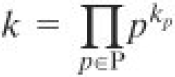 k = ∏_{p∈P} p^{k_p}